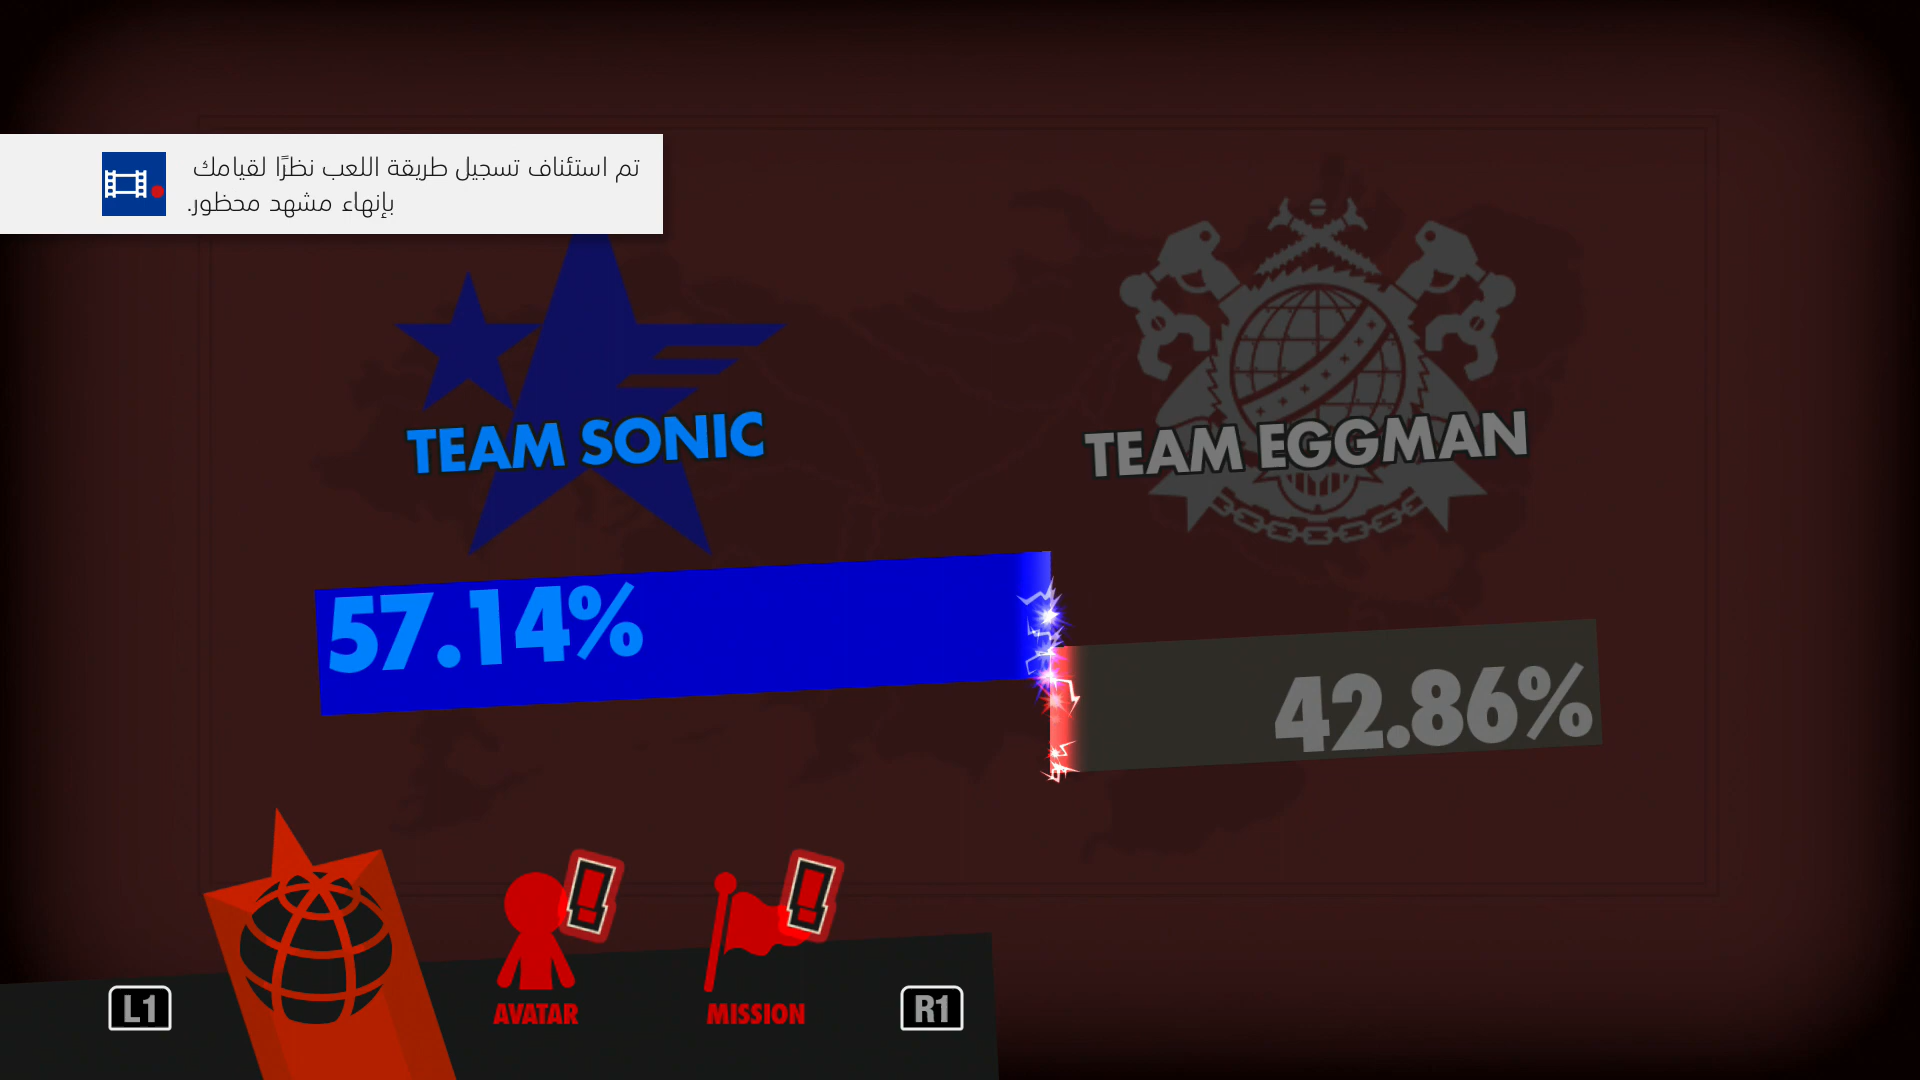 تم استئناف تسجيل طريقة اللعب نظرًا لقيامك
بإنهاء مشهد محظور.
TEAM SONIC
TEAM EGGMAN
57.14%
42.86%
L1
AVATAR
MISSION
R1